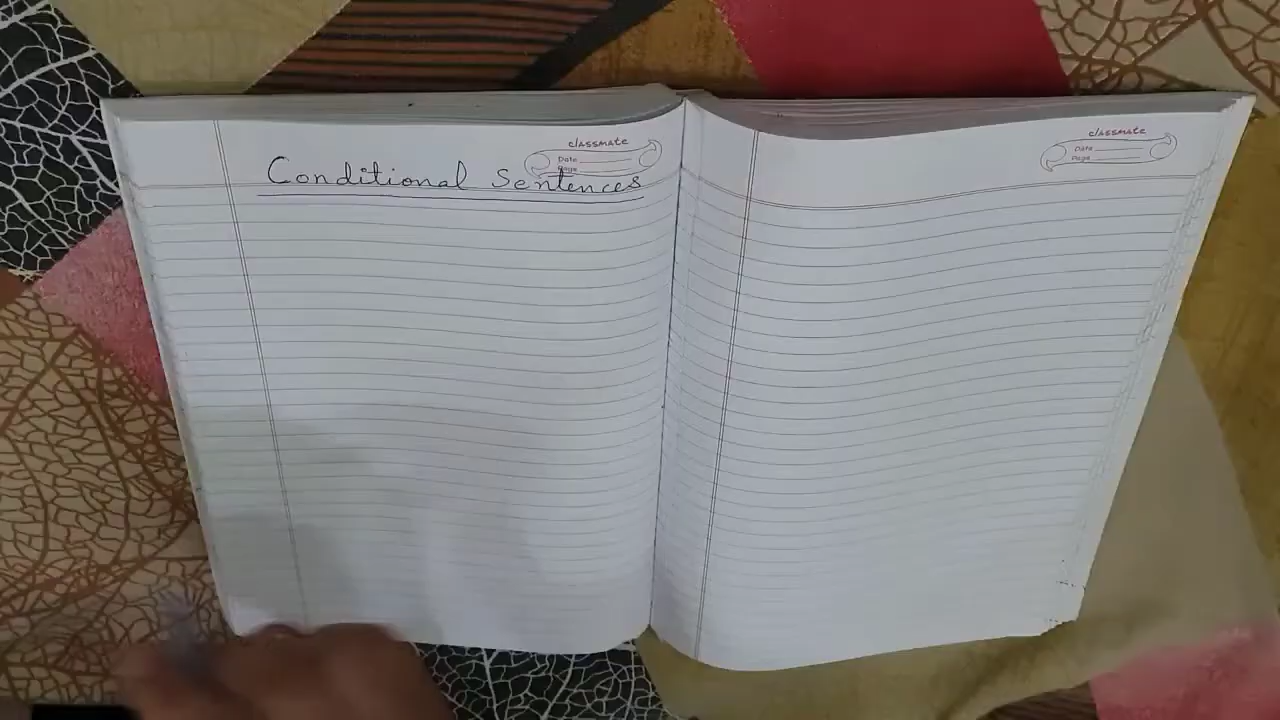 classmate
Date
Page
Conditional Sentences
classmate
Date
Page